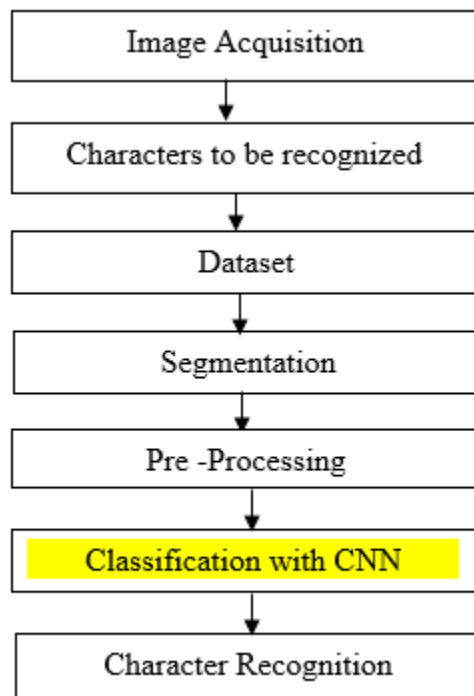 Image Acquisition
Characters to be recognized
Dataset
Segmentation
Pre -Processing
Classification with CNN
Character Recognition